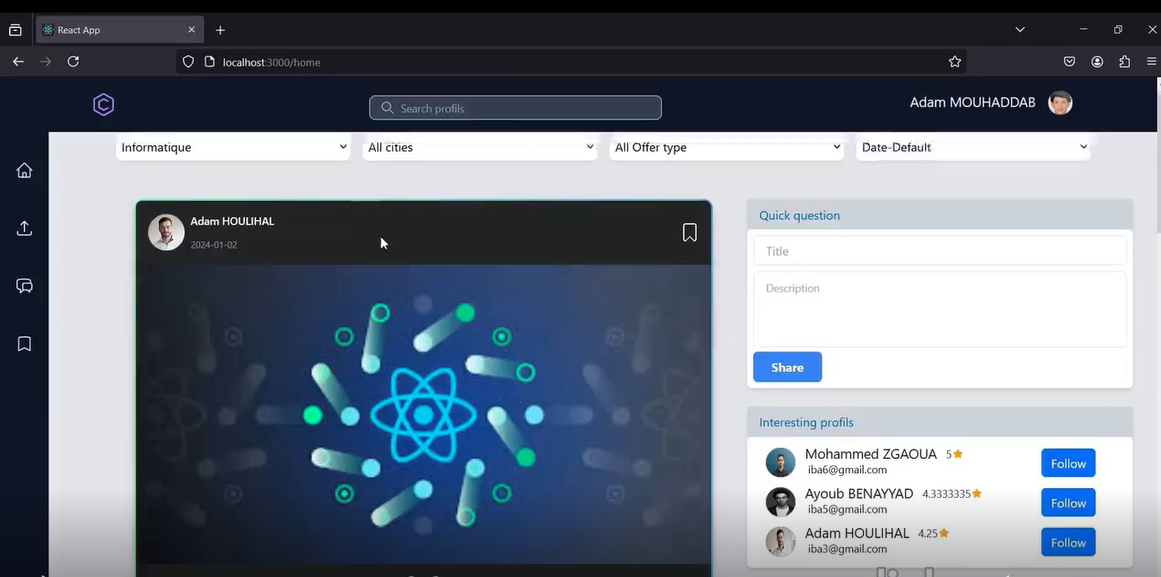 React App
localhost:3000/home
Search profils
Adam MOUHADDAB
Informatique
All cities
All Offer type
Date-Default
Adam HOULIHAL
2024-01-02
Quick question
Title
Description
Share
Interesting profils
Mohammed ZGAOUA 5
iba6@gmail.com
Follow
Ayoub BENAYYAD 4.3333335
iba5@gmail.com
Follow
Adam HOULIHAL 4.25
iba3@gmail.com
Follow